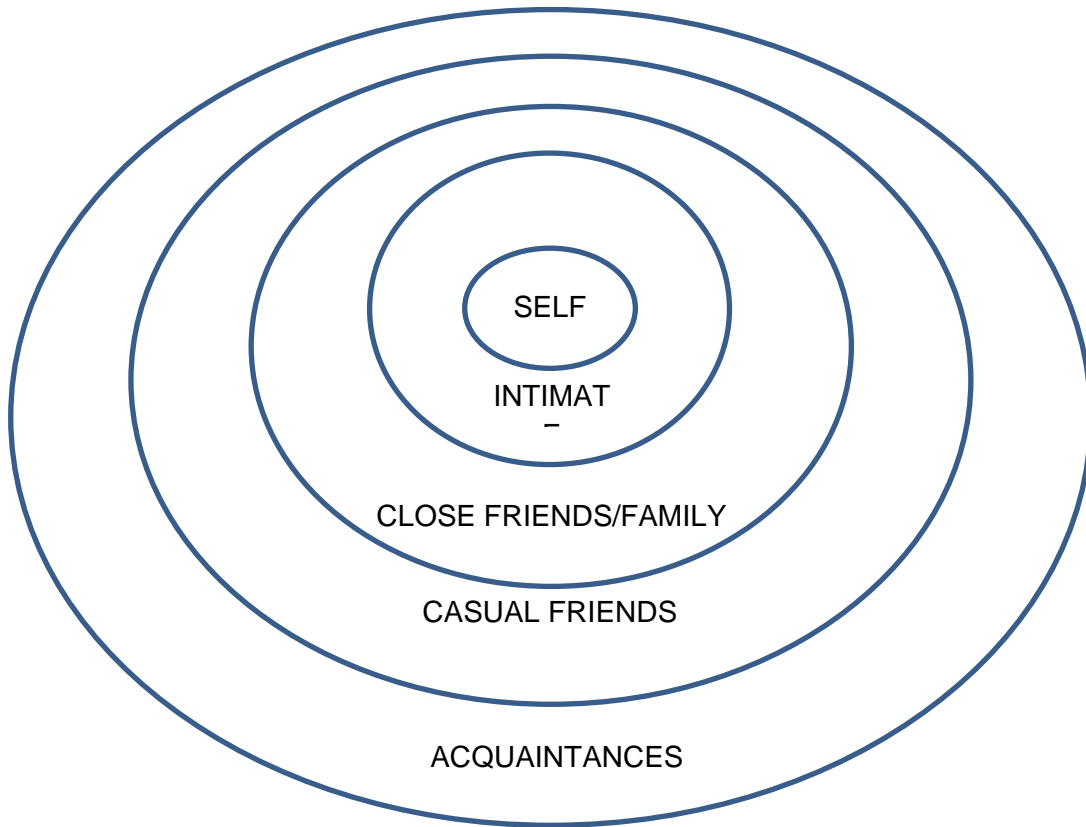 SELF
INTIMAT
CLOSE FRIENDS/FAMILY
CASUAL FRIENDS
ACQUAINTANCES